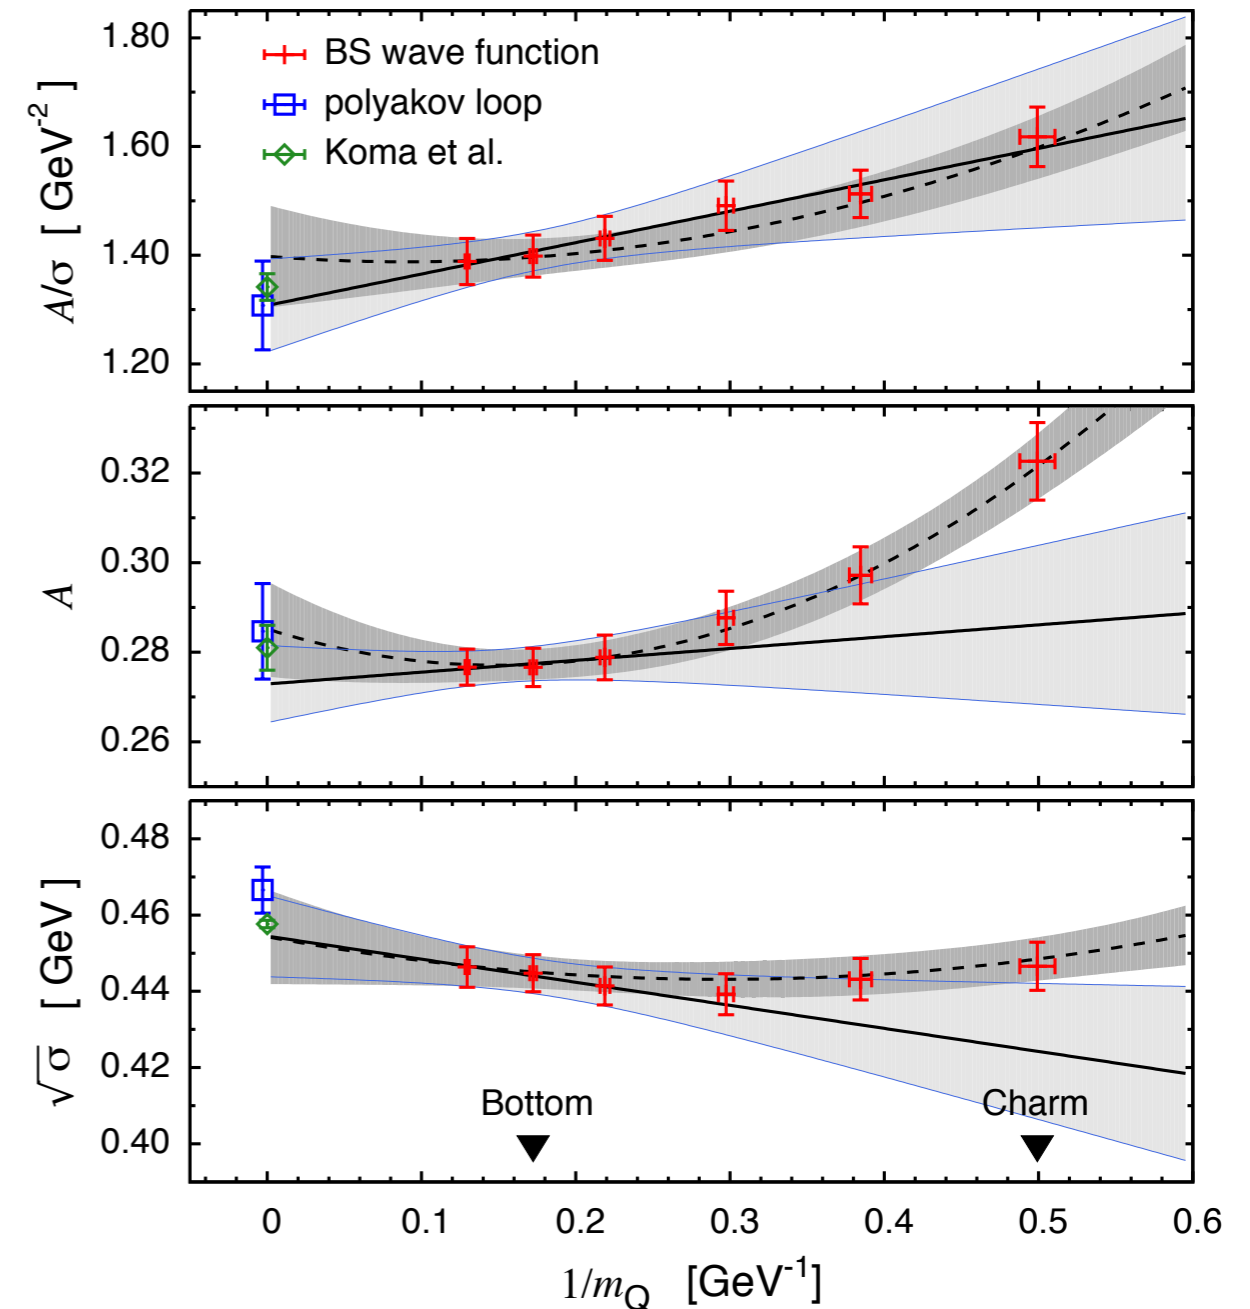 A/σ [ GeV⁻² ]
1.80
1.60
1.40
1.20
BS wave function
polyakov loop
Koma et al.
A
0.32
0.30
0.28
0.26
√σ [ GeV ]
0.48
0.46
0.44
0.42
0.40
Bottom
Charm
0 0.1 0.2 0.3 0.4 0.5 0.6
1/m_Q [GeV⁻¹]